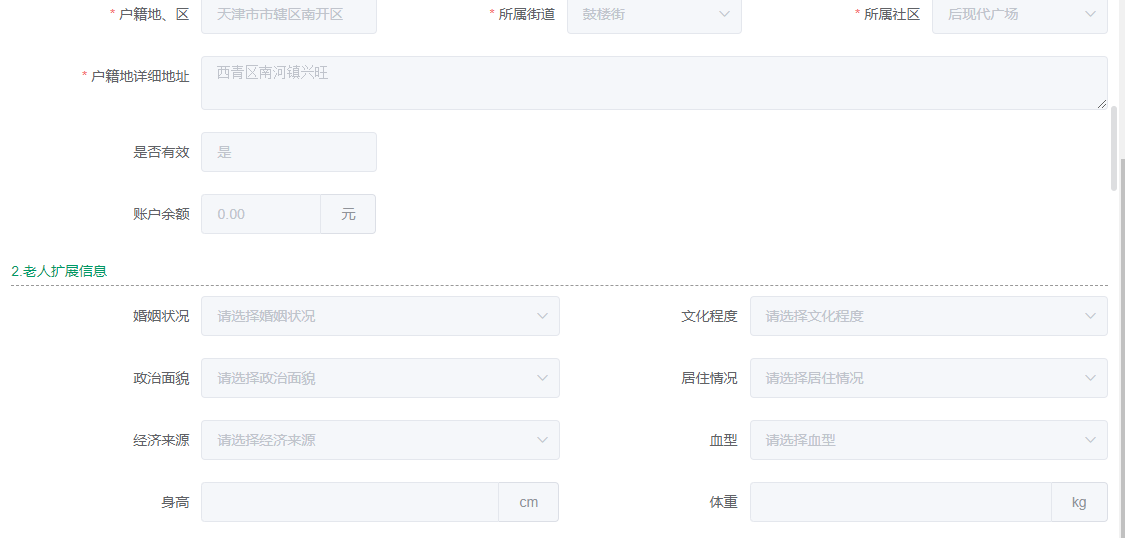 * 户籍地、区 天津市市辖区南开区 * 所属街道 鼓楼街 * 所属社区 后现代广场
* 户籍地详细地址 西青区南河镇兴旺
是否有效 是
账户余额 0.00 元
2.老人扩展信息
婚姻状况 请选择婚姻状况 文化程度 请选择文化程度
政治面貌 请选择政治面貌 居住情况 请选择居住情况
经济来源 请选择经济来源 血型 请选择血型
身高 cm 体重 kg